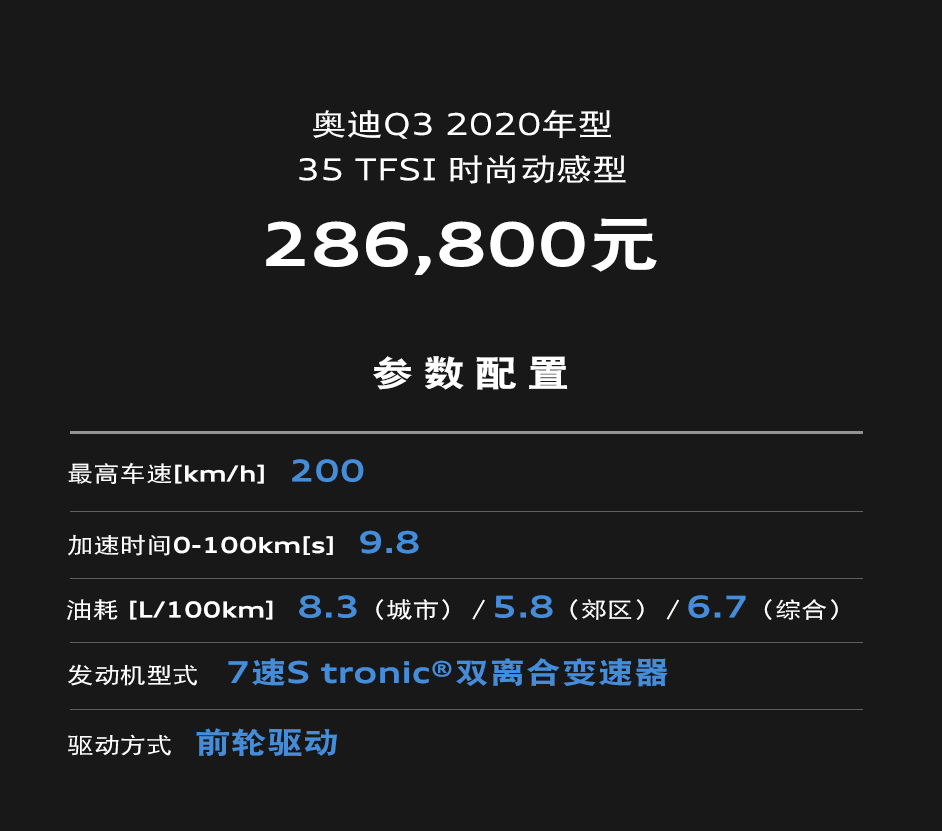 奥迪Q3 2020年型
35 TFSI 时尚动感型
286,800元
参数配置
最高车速[km/h] 200
加速时间0-100km[s] 9.8
油耗 [L/100km] 8.3（城市）/ 5.8（郊区）/ 6.7（综合）
发动机型式 7速S tronic®双离合变速器
驱动方式 前轮驱动